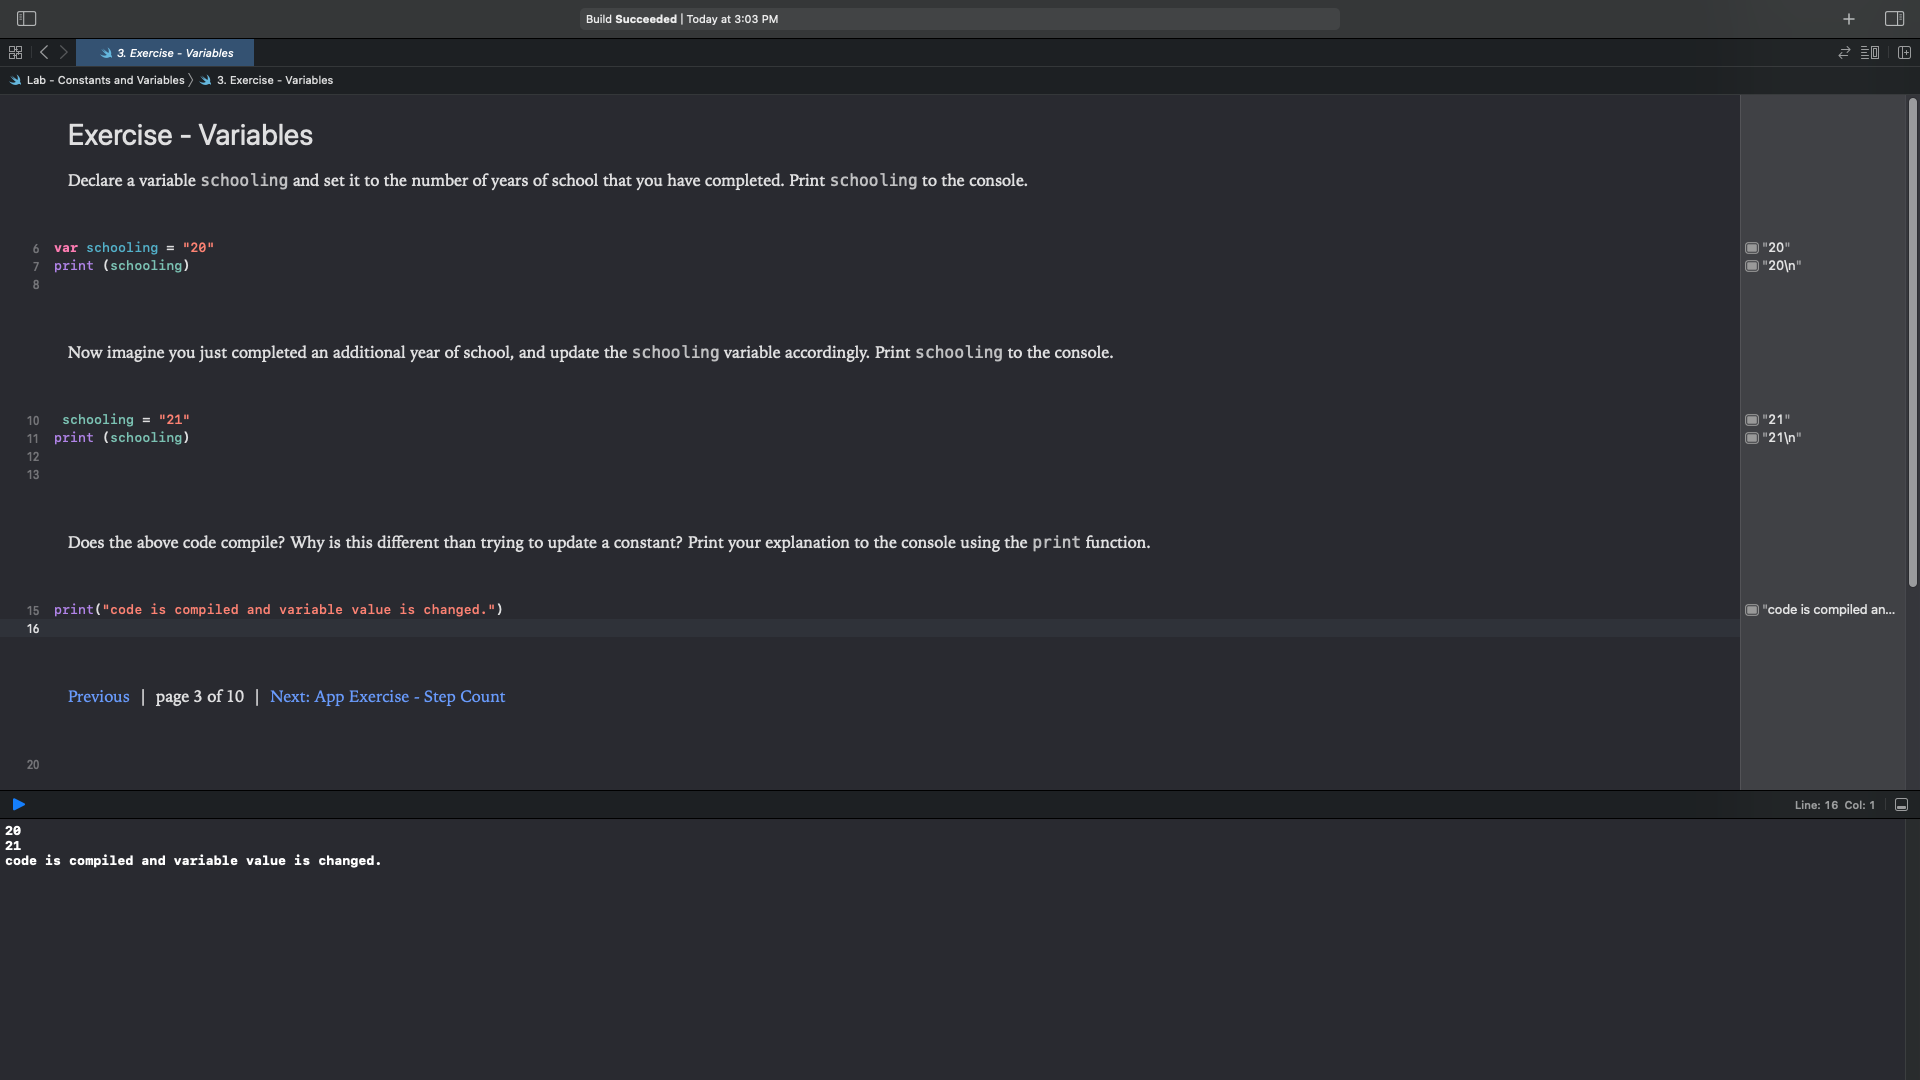 Build Succeeded | Today at 3:03 PM
3. Exercise - Variables
Lab - Constants and Variables 〉 3. Exercise - Variables
Exercise - Variables
Declare a variable schooling and set it to the number of years of school that you have completed. Print schooling to the console.
6 var schooling = "20" "20"
7 print (schooling) "20\n"
8
Now imagine you just completed an additional year of school, and update the schooling variable accordingly. Print schooling to the console.
10 schooling = "21" "21"
11 print (schooling) "21\n"
12
13
Does the above code compile? Why is this different than trying to update a constant? Print your explanation to the console using the print function.
15 print("code is compiled and variable value is changed.") "code is compiled an...
16
Previous | page 3 of 10 | Next: App Exercise - Step Count
20
Line: 16 Col: 1
20
21
code is compiled and variable value is changed.